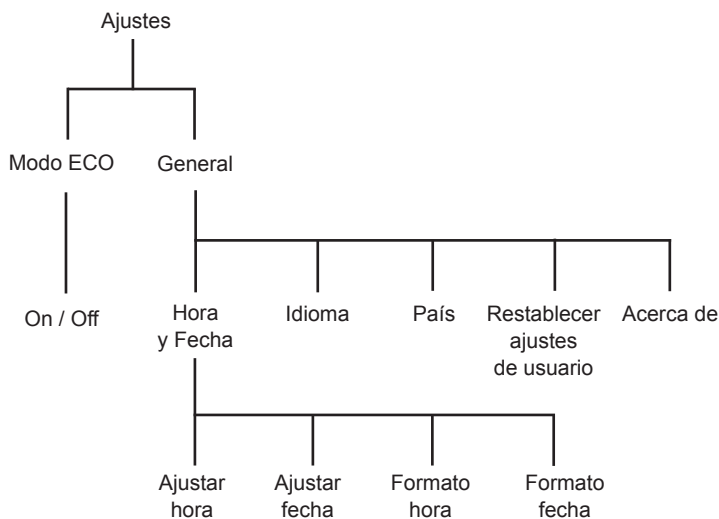 Ajustes
Modo ECO
General
On / Off
Hora
y Fecha
Idioma
País
Restablecer
ajustes
de usuario
Acerca de
Ajustar
hora
Ajustar
fecha
Formato
hora
Formato
fecha